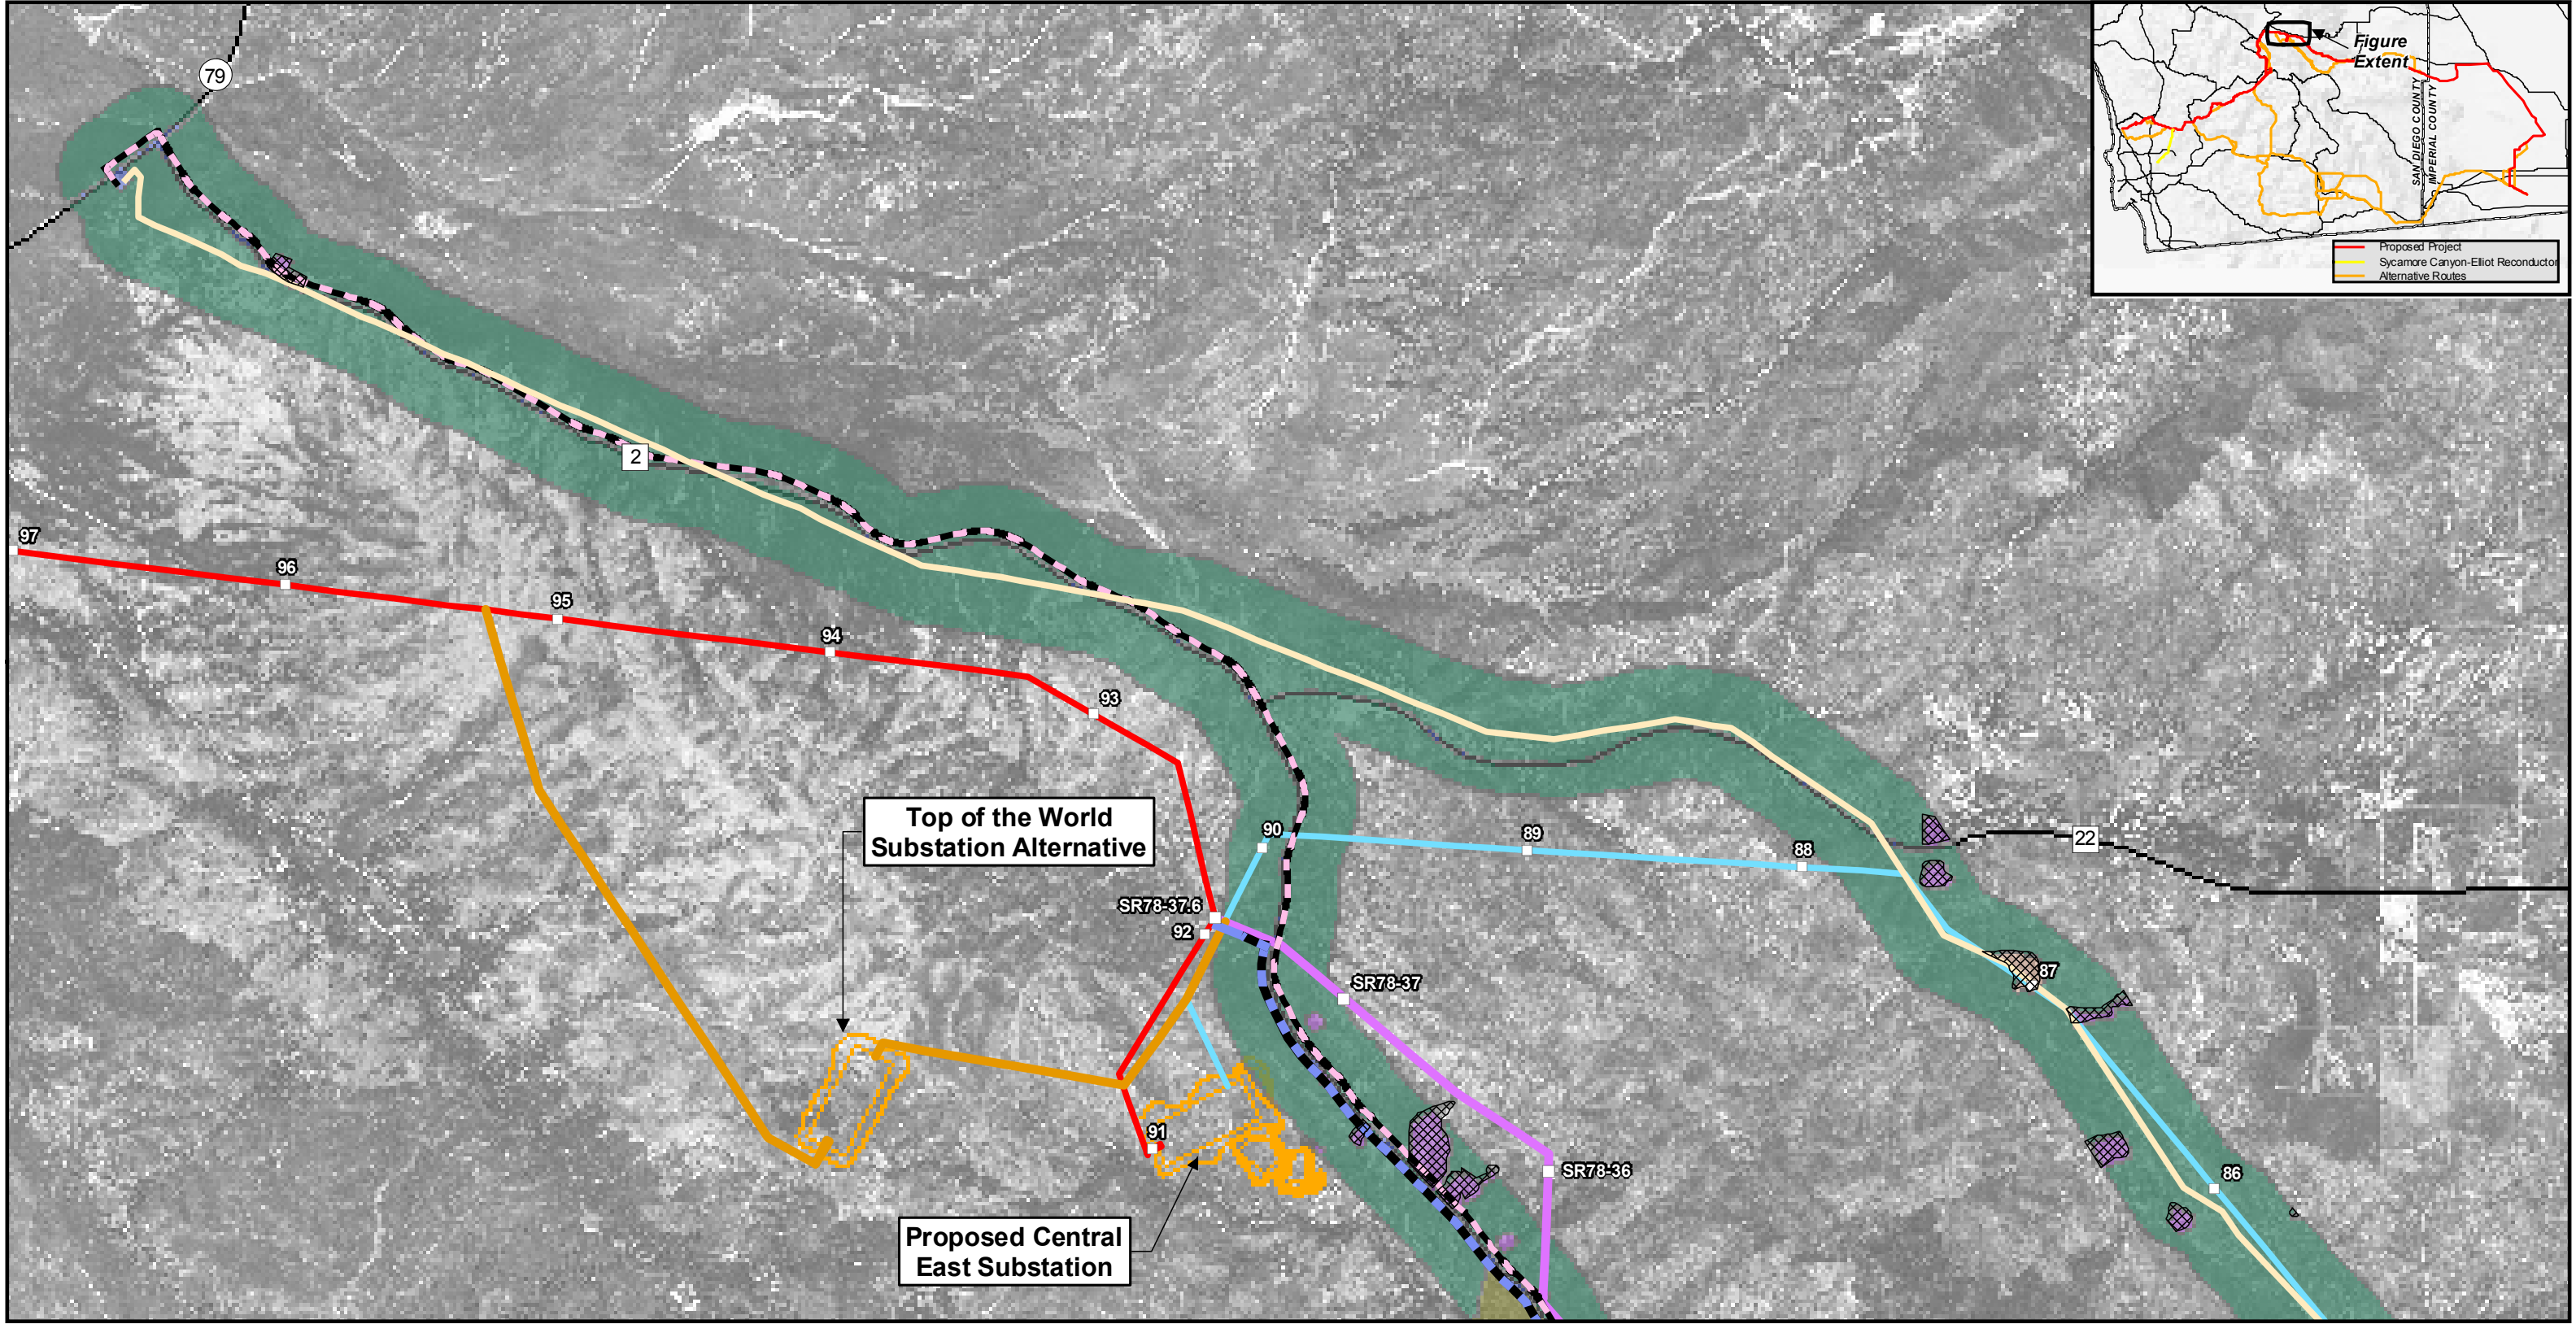 79
Figure
Extent
SAN DIEGO COUNTY
IMPERIAL COUNTY
Proposed Project
Sycamore Canyon-Elliot Reconductor
Alternative Routes
2
97
96
95
94
93
Top of the World
Substation Alternative
90
89
88
22
SR78-37.6
92
87
SR78-37
91
SR78-36
86
Proposed Central
East Substation